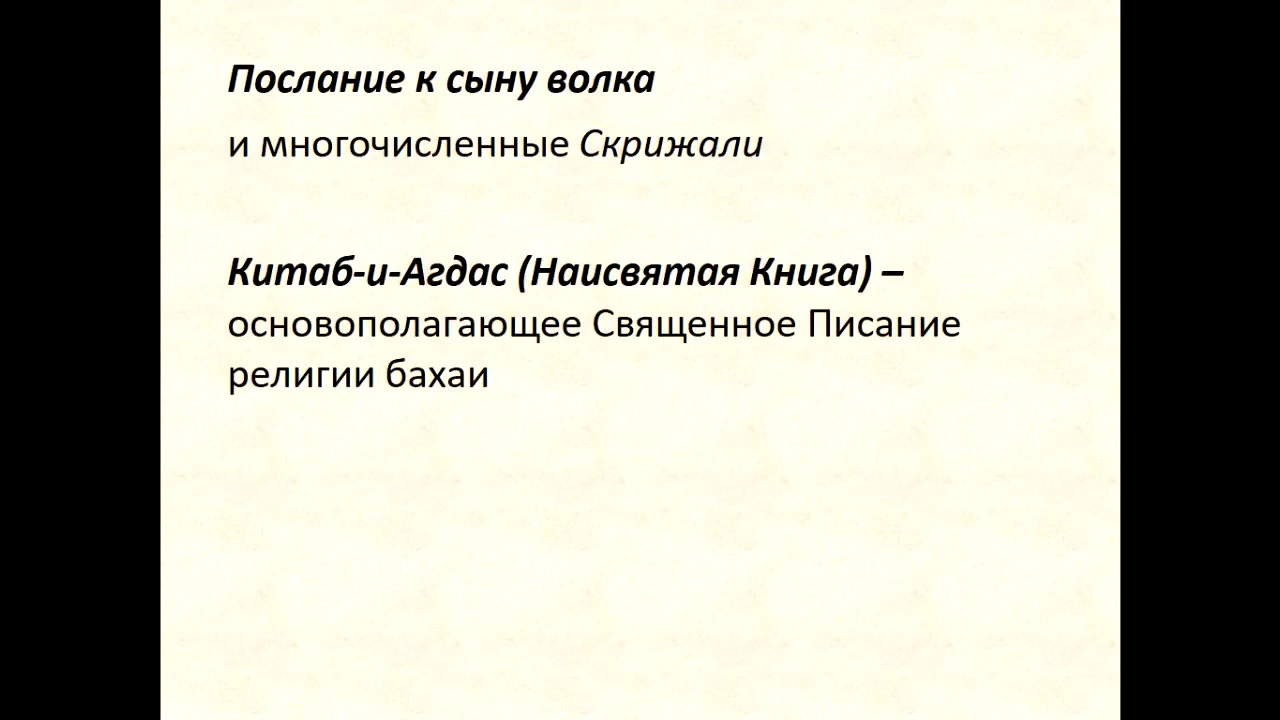 Послание к сыну волка
и многочисленные Скрижали
Китаб-и-Агдас (Наисвятая Книга) –
основополагающее Священное Писание
религии бахаи